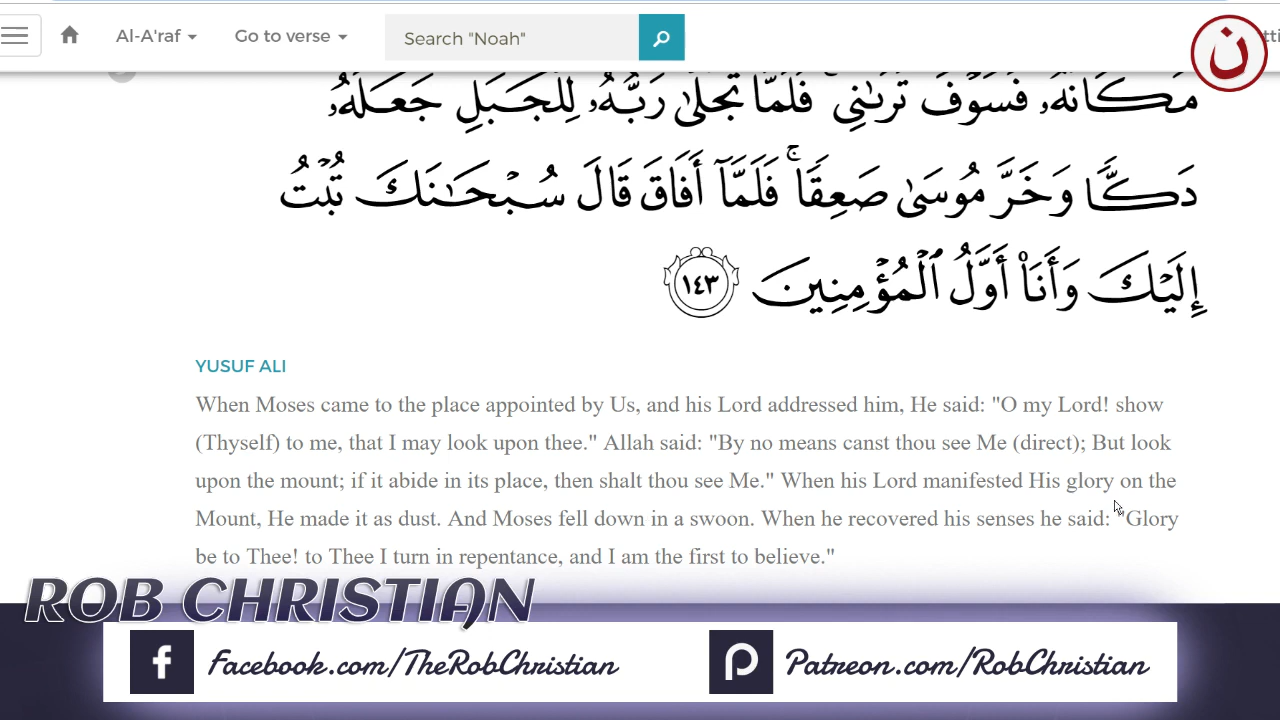 Al-A'raf Go to verse Search "Noah"
ن
مَكَانَهُۥ فَسَوْفَ تَرَىٰنِى ۚ فَلَمَّا تَجَلَّىٰ رَبُّهُۥ لِلْجَبَلِ جَعَلَهُۥ
دَكًّا وَخَرَّ مُوسَىٰ صَعِقًا ۚ فَلَمَّآ أَفَاقَ قَالَ سُبْحَـٰنَكَ تُبْتُ
إِلَيْكَ وَأَنَا۠ أَوَّلُ ٱلْمُؤْمِنِينَ ١٤٣
YUSUF ALI
When Moses came to the place appointed by Us, and his Lord addressed him, He said: "O my Lord! show
(Thyself) to me, that I may look upon thee." Allah said: "By no means canst thou see Me (direct); But look
upon the mount; if it abide in its place, then shalt thou see Me." When his Lord manifested His glory on the
Mount, He made it as dust. And Moses fell down in a swoon. When he recovered his senses he said: "Glory
be to Thee! to Thee I turn in repentance, and I am the first to believe."
ROB CHRISTIAN
Facebook.com/TheRobChristian
Patreon.com/RobChristian